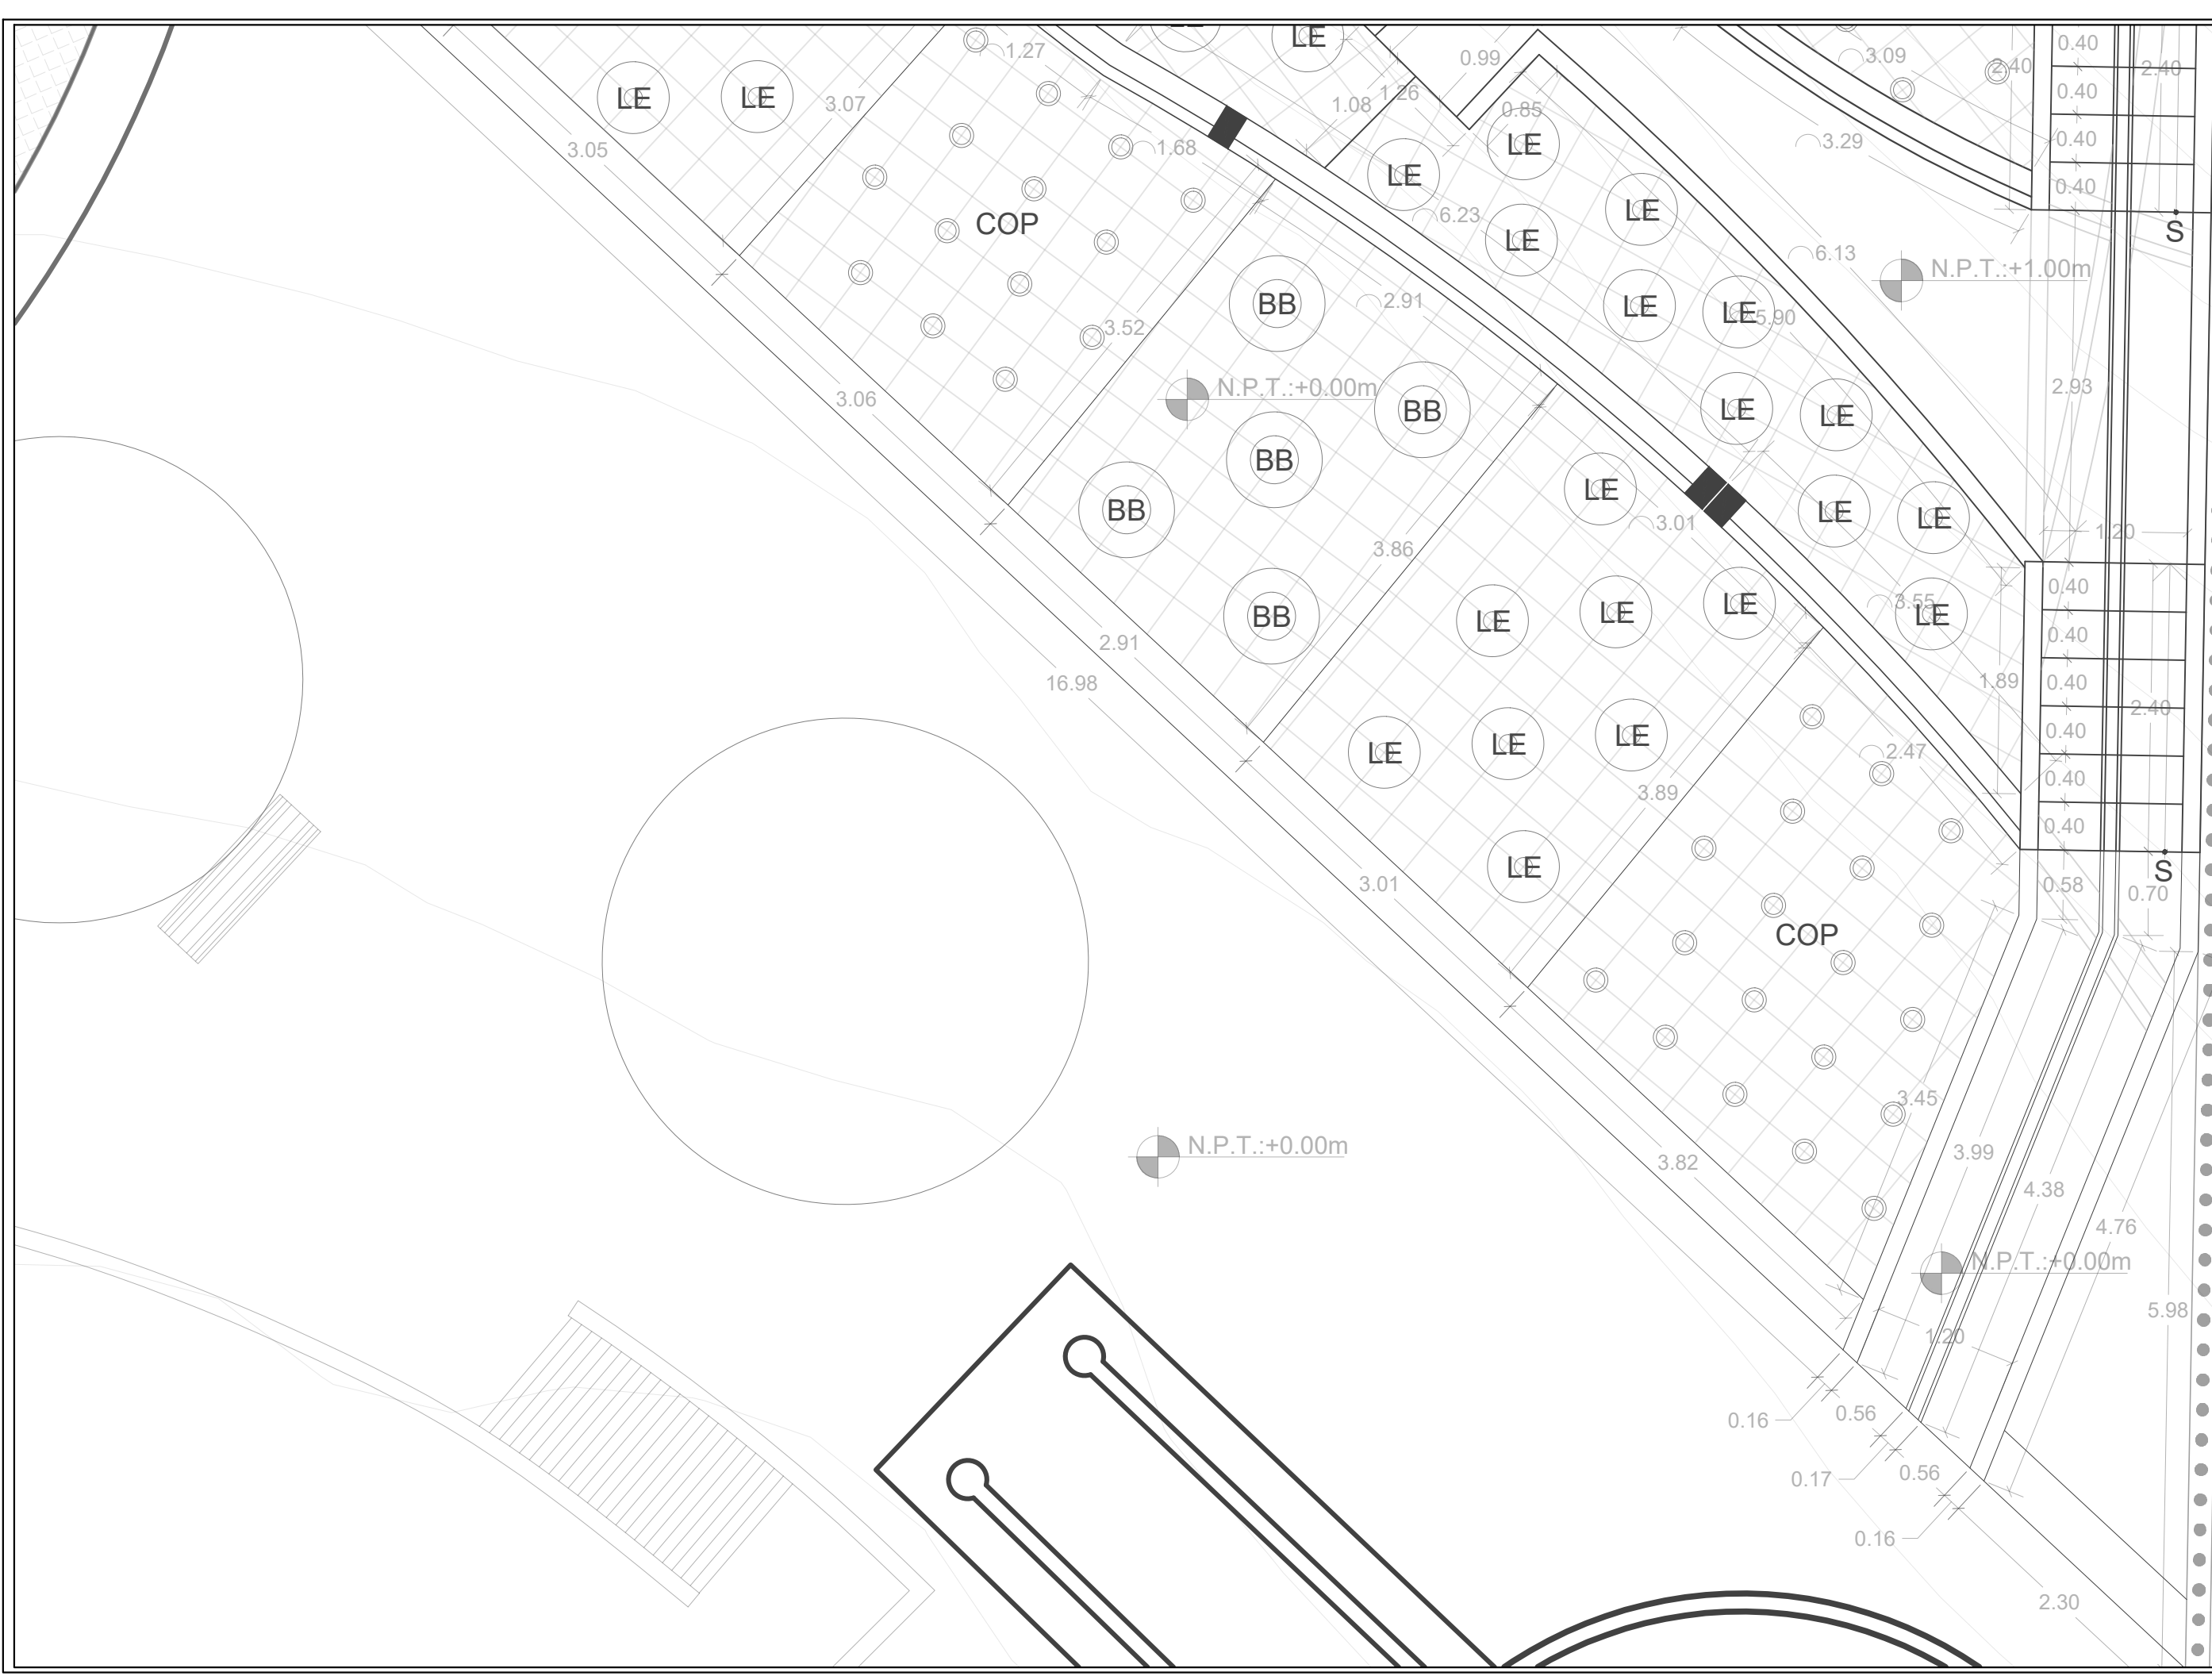 LE
LE
0.40
1.27
0.99
3.09
2.40
2.40
LE
LE
3.07
1.08
1.26
0.85
0.40
3.05
1.68
LE
LE
3.29
0.40
COP
6.23
LE
LE
0.40
S
6.13
N.P.T.:+1.00m
BB
2.91
LE
LE
5.90
3.52
N.P.T.:+0.00m
2.93
3.06
BB
LE
LE
BB
LE
BB
3.01
LE
LE
1.20
3.86
0.40
BB
LE
LE
LE
3.55
LE
2.91
0.40
16.98
1.89
0.40
2.40
LE
LE
LE
2.47
0.40
3.89
0.40
0.40
LE
3.01
S
0.58
0.70
COP
3.45
N.P.T.:+0.00m
3.82
3.99
4.38
4.76
N.P.T.:+0.00m
5.98
1.20
0.16
0.56
0.17
0.56
0.16
2.30